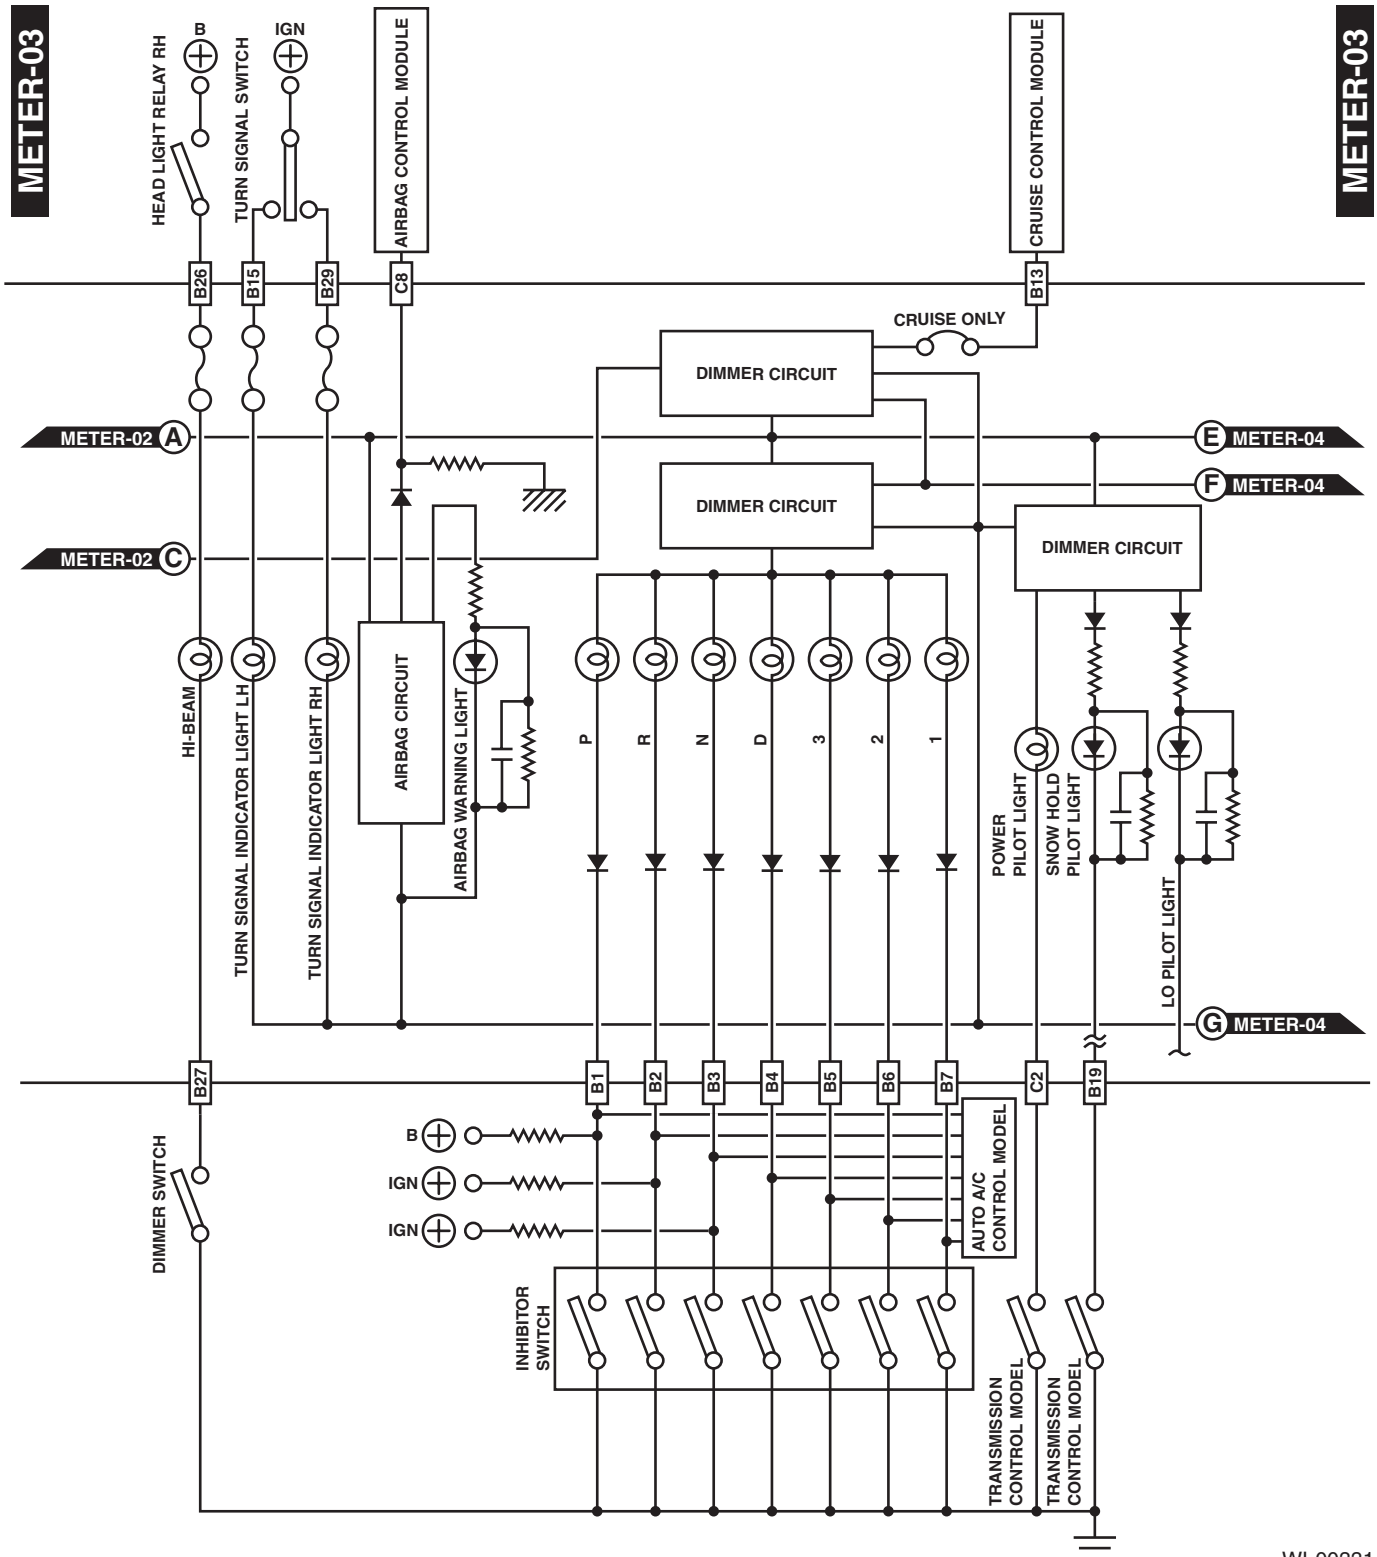 METER-03
METER-03
B
IGN
HEAD LIGHT RELAY RH
TURN SIGNAL SWITCH
AIRBAG CONTROL MODULE
CRUISE CONTROL MODULE
B26
B15
B29
C8
B13
CRUISE ONLY
DIMMER CIRCUIT
METER-02 A
E METER-04
DIMMER CIRCUIT
F METER-04
METER-02 C
DIMMER CIRCUIT
HI-BEAM
TURN SIGNAL INDICATOR LIGHT LH
TURN SIGNAL INDICATOR LIGHT RH
AIRBAG CIRCUIT
AIRBAG WARNING LIGHT
P
R
N
D
3
2
1
POWER
PILOT LIGHT
SNOW HOLD
PILOT LIGHT
LO PILOT LIGHT
G METER-04
B27
B1
B2
B3
B4
B5
B6
B7
C2
B19
B
IGN
IGN
AUTO A/C
CONTROL MODEL
DIMMER SWITCH
INHIBITOR
SWITCH
TRANSMISSION
CONTROL MODEL
TRANSMISSION
CONTROL MODEL